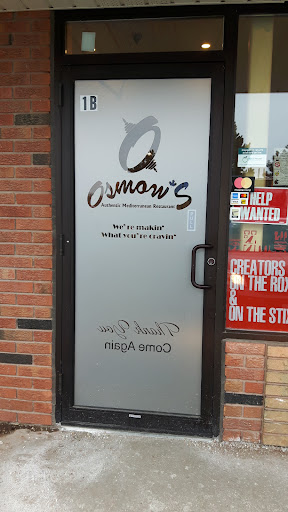 1B
Osmow's
Authentic Mediterranean Restaurant
We're makin'
What you're cravin'
Thank You
Come Again
HELP
WANTED
CREATORS
ON THE ROX
&
ON THE STIX